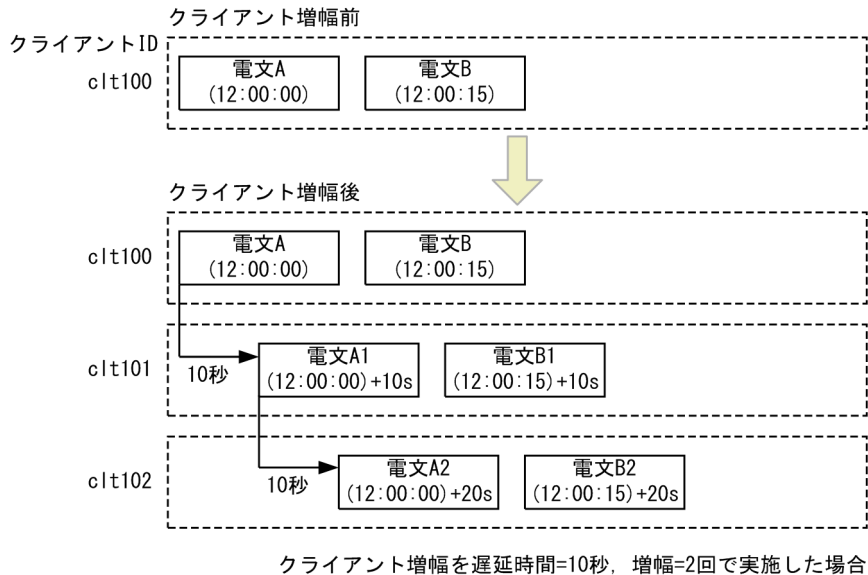 クライアント増幅前
クライアントID
clt100
電文A
(12:00:00)
電文B
(12:00:15)
クライアント増幅後
clt100
電文A
(12:00:00)
電文B
(12:00:15)
clt101
10秒
電文A1
(12:00:00)+10s
電文B1
(12:00:15)+10s
clt102
10秒
電文A2
(12:00:00)+20s
電文B2
(12:00:15)+20s
クライアント増幅を遅延時間=10秒，増幅=2回で実施した場合